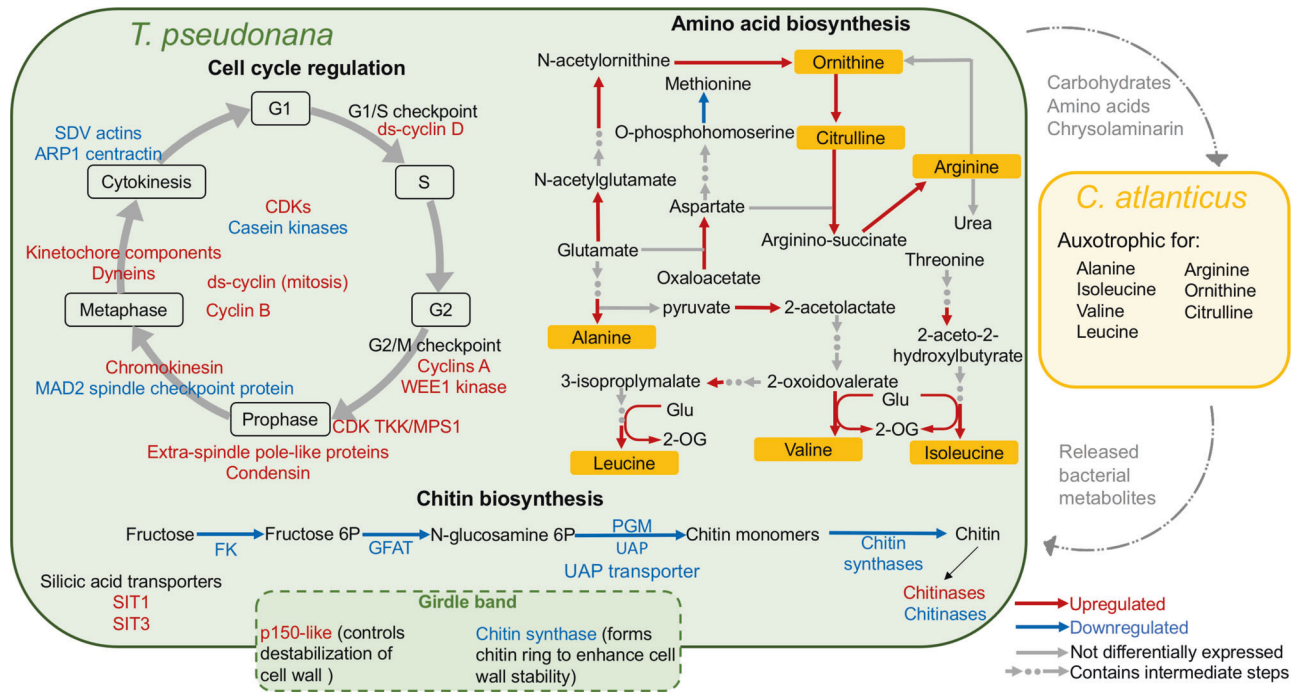 T. pseudonana
Cell cycle regulation
G1
G1/S checkpoint
ds-cyclin D
SDV actins
ARP1 centractin
Cytokinesis
S
CDKs
Casein kinases
Kinetochore components
Dyneins
ds-cyclin (mitosis)
Cyclin B
Metaphase
G2
G2/M checkpoint
Cyclins A
WEE1 kinase
Chromokinesin
MAD2 spindle checkpoint protein
Prophase
CDK TKK/MPS1
Extra-spindle pole-like proteins
Condensin
Amino acid biosynthesis
N-acetylornithine
Ornithine
Methionine
O-phosphohomoserine
Citrulline
Arginine
N-acetylglutamate
Aspartate
Urea
Arginino-succinate
Glutamate
Oxaloacetate
Threonine
pyruvate
2-acetolactate
Alanine
2-aceto-2-
hydroxylbutyrate
3-isoproplymalate
2-oxoidovalerate
Glu
2-OG
Glu
2-OG
Leucine
Valine
Isoleucine
Chitin biosynthesis
Fructose
FK
Fructose 6P
GFAT
N-glucosamine 6P
PGM
UAP
UAP transporter
Chitin monomers
Chitin
synthases
Chitin
Chitinases
Chitinases
Silicic acid transporters
SIT1
SIT3
Girdle band
p150-like (controls
destabilization of
cell wall )
Chitin synthase (forms
chitin ring to enhance cell
wall stability)
Carbohydrates
Amino acids
Chrysolaminarin
C. atlanticus
Auxotrophic for:
Alanine
Isoleucine
Valine
Leucine
Arginine
Ornithine
Citrulline
Released
bacterial
metabolites
Upregulated
Downregulated
Not differentially expressed
Contains intermediate steps